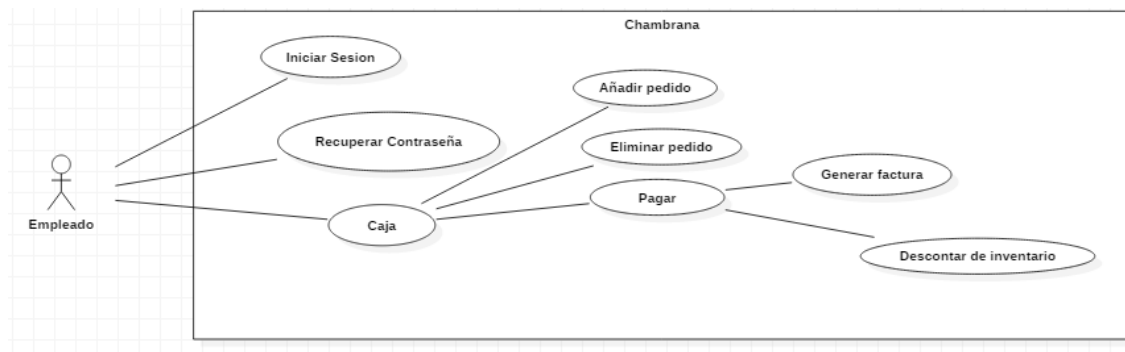 Chambrana
Iniciar Sesion
Añadir pedido
Recuperar Contraseña
Eliminar pedido
Generar factura
Pagar
Empleado
Caja
Descontar de inventario